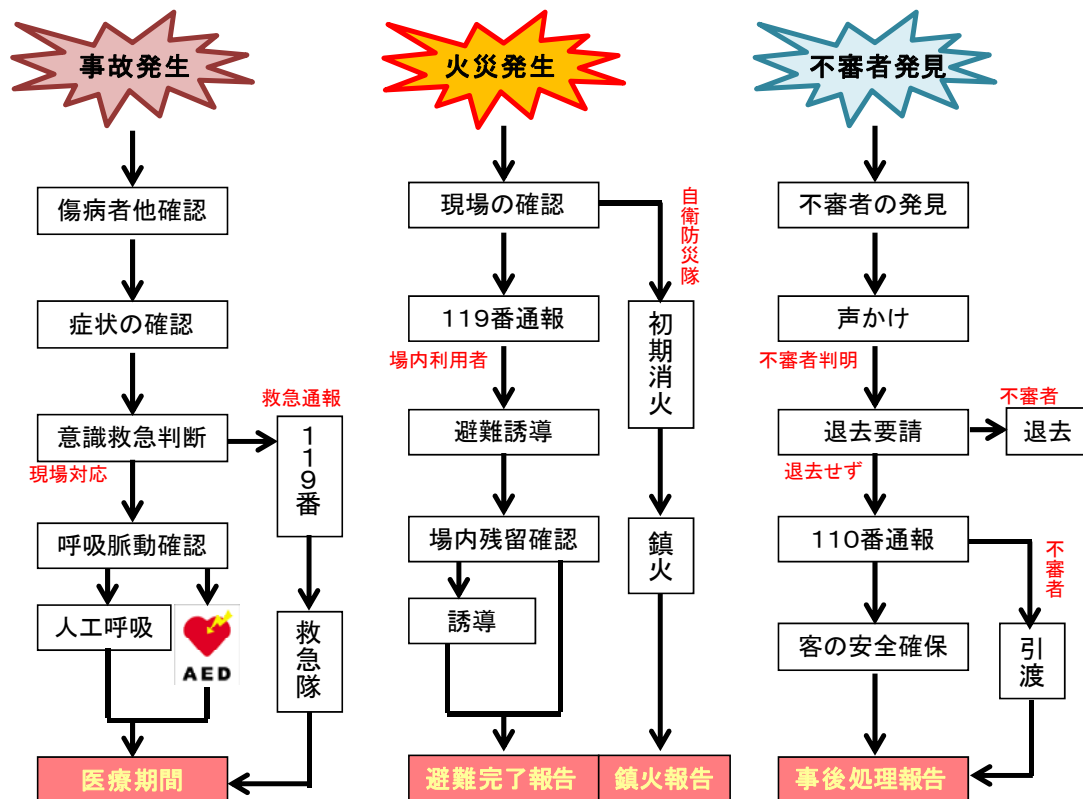 事故発生
傷病者他確認
症状の確認
意識救急判断
救急通報
119番
現場対応
呼吸脈動確認
人工呼吸
AED
救急隊
医療期間
火災発生
現場の確認
自衛防災隊
119番通報
初期消火
場内利用者
避難誘導
場内残留確認
鎮火
誘導
避難完了報告
鎮火報告
不審者発見
不審者の発見
声かけ
不審者判明
退去要請
不審者
退去
退去せず
110番通報
不審者
客の安全確保
引渡
事後処理報告